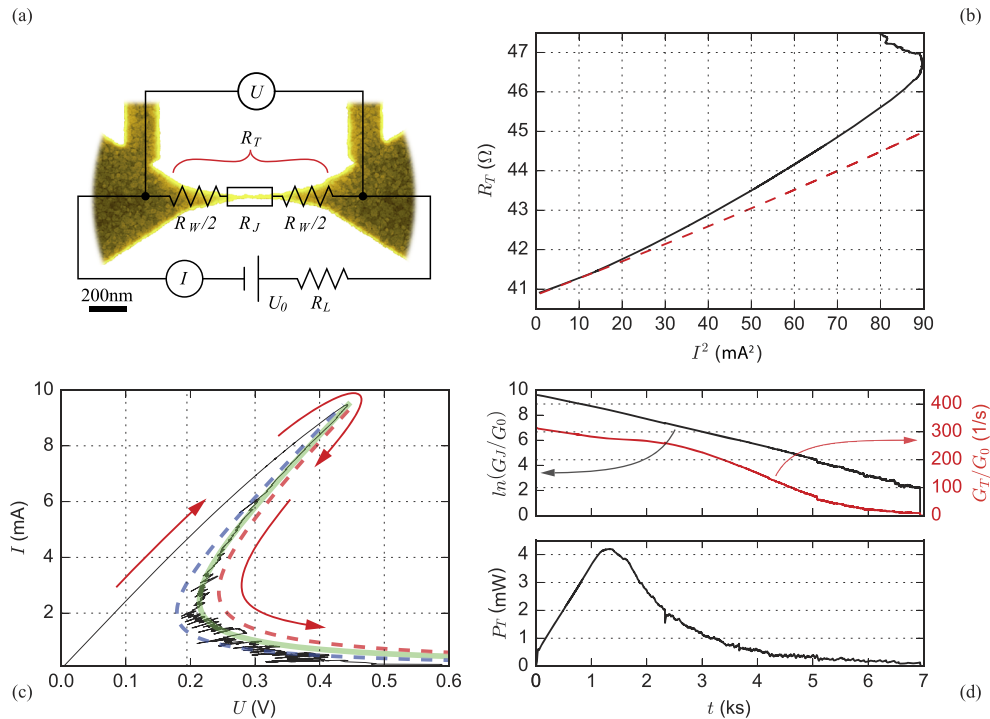 (a)
U
R_T
R_W/2 R_J R_W/2
I
U_0 R_L
200nm
(b)
47
46
45
44
43
42
41
R_T (Ω)
0 10 20 30 40 50 60 70 80 90
I² (mA²)
(c)
10
8
6
4
2
I (mA)
0.0 0.1 0.2 0.3 0.4 0.5 0.6
U (V)
(d)
10
8
6
4
2
0
ln(G_J/G_0)
400
300
200
100
0
G_T/G_0 (1/s)
4
3
2
1
0
P_T (mW)
0 1 2 3 4 5 6 7
t (ks)